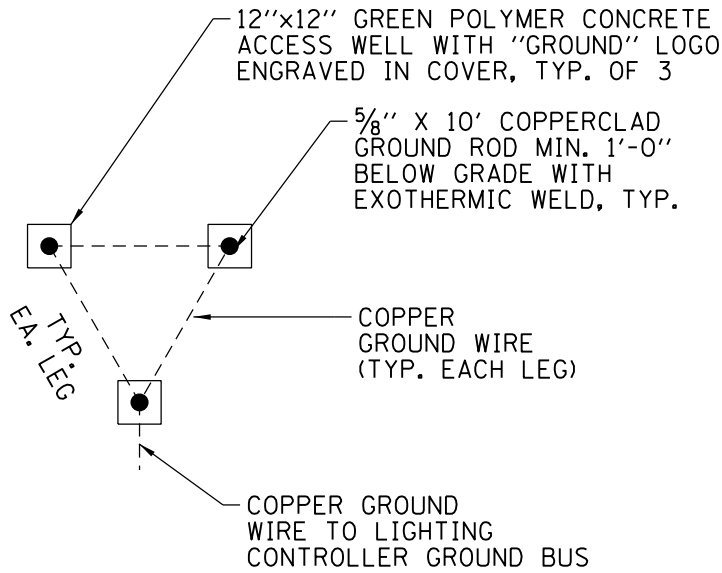 12''x12'' GREEN POLYMER CONCRETE
ACCESS WELL WITH "GROUND" LOGO
ENGRAVED IN COVER, TYP. OF 3
5/8'' X 10' COPPERCLAD
GROUND ROD MIN. 1'-0''
BELOW GRADE WITH
EXOTHERMIC WELD, TYP.
TYP.
EA. LEG
COPPER
GROUND WIRE
(TYP. EACH LEG)
COPPER GROUND
WIRE TO LIGHTING
CONTROLLER GROUND BUS